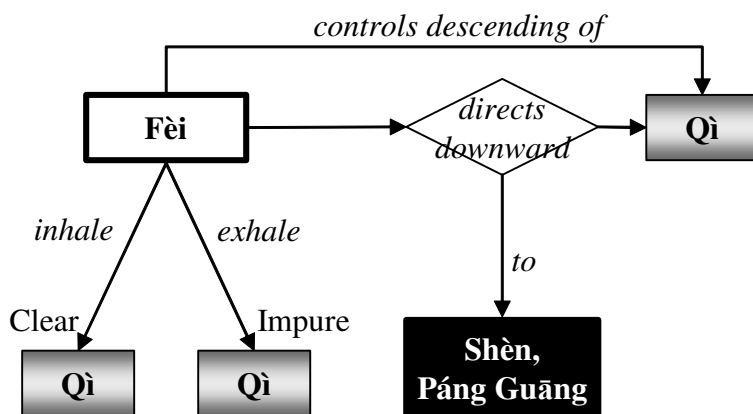 controls descending of
Fèi
directs
downward
Qì
inhale
exhale
to
Clear
Impure
Qì
Qì
Shèn,
Páng Guāng